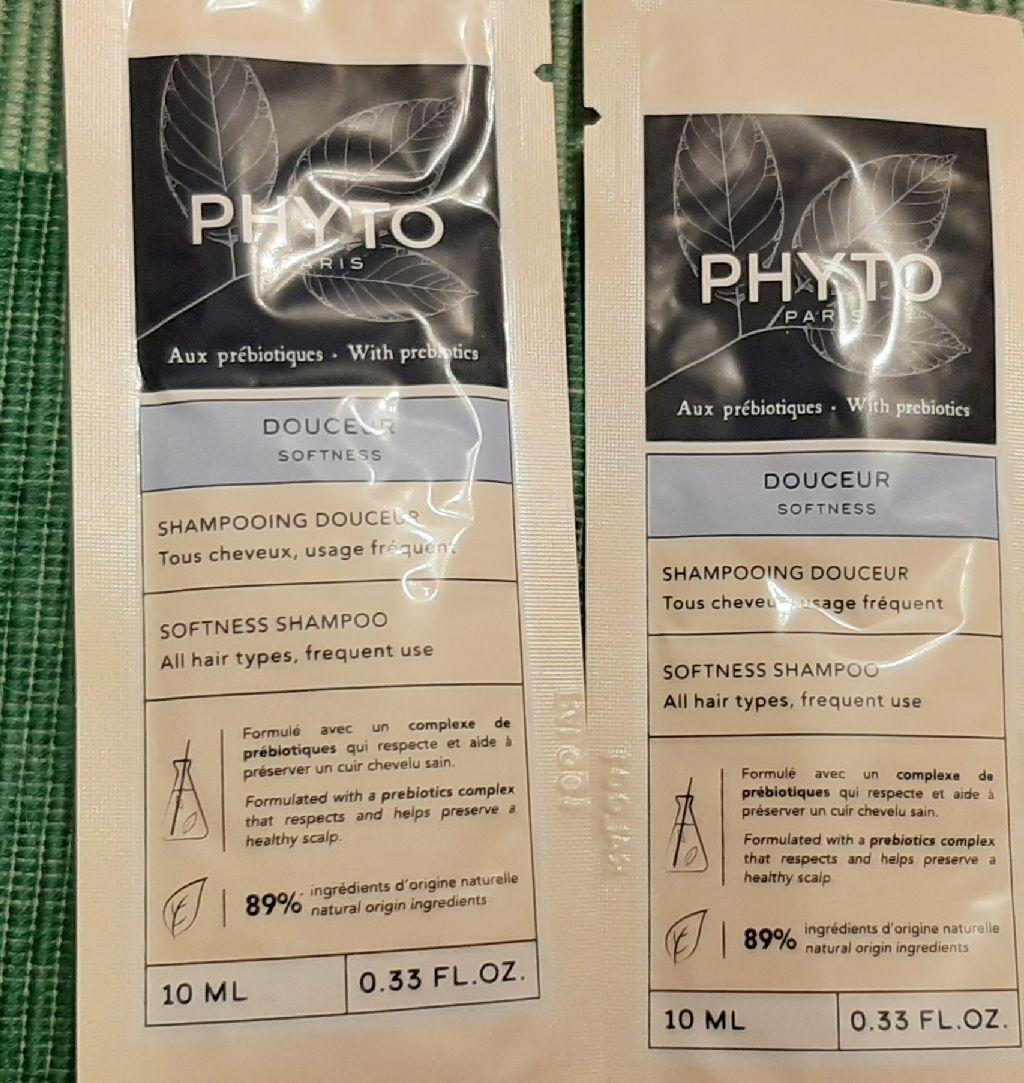 PHYTO
PARIS
Aux prébiotiques · With prebiotics
DOUCEUR
SOFTNESS
SHAMPOOING DOUCEUR
Tous cheveux, usage fréquent
SOFTNESS SHAMPOO
All hair types, frequent use
Formulé avec un complexe de
prébiotiques qui respecte et aide à
préserver un cuir chevelu sain.
Formulated with a prebiotics complex
that respects and helps preserve a
healthy scalp.
89% ingrédients d'origine naturelle
natural origin ingredients
10 ML 0.33 FL.OZ.
PHYTO
PARIS
Aux prébiotiques · With prebiotics
DOUCEUR
SOFTNESS
SHAMPOOING DOUCEUR
Tous cheveux, usage fréquent
SOFTNESS SHAMPOO
All hair types, frequent use
Formulé avec un complexe de
prébiotiques qui respecte et aide à
préserver un cuir chevelu sain.
Formulated with a prebiotics complex
that respects and helps preserve a
healthy scalp.
89% ingrédients d'origine naturelle
natural origin ingredients
10 ML 0.33 FL.OZ.